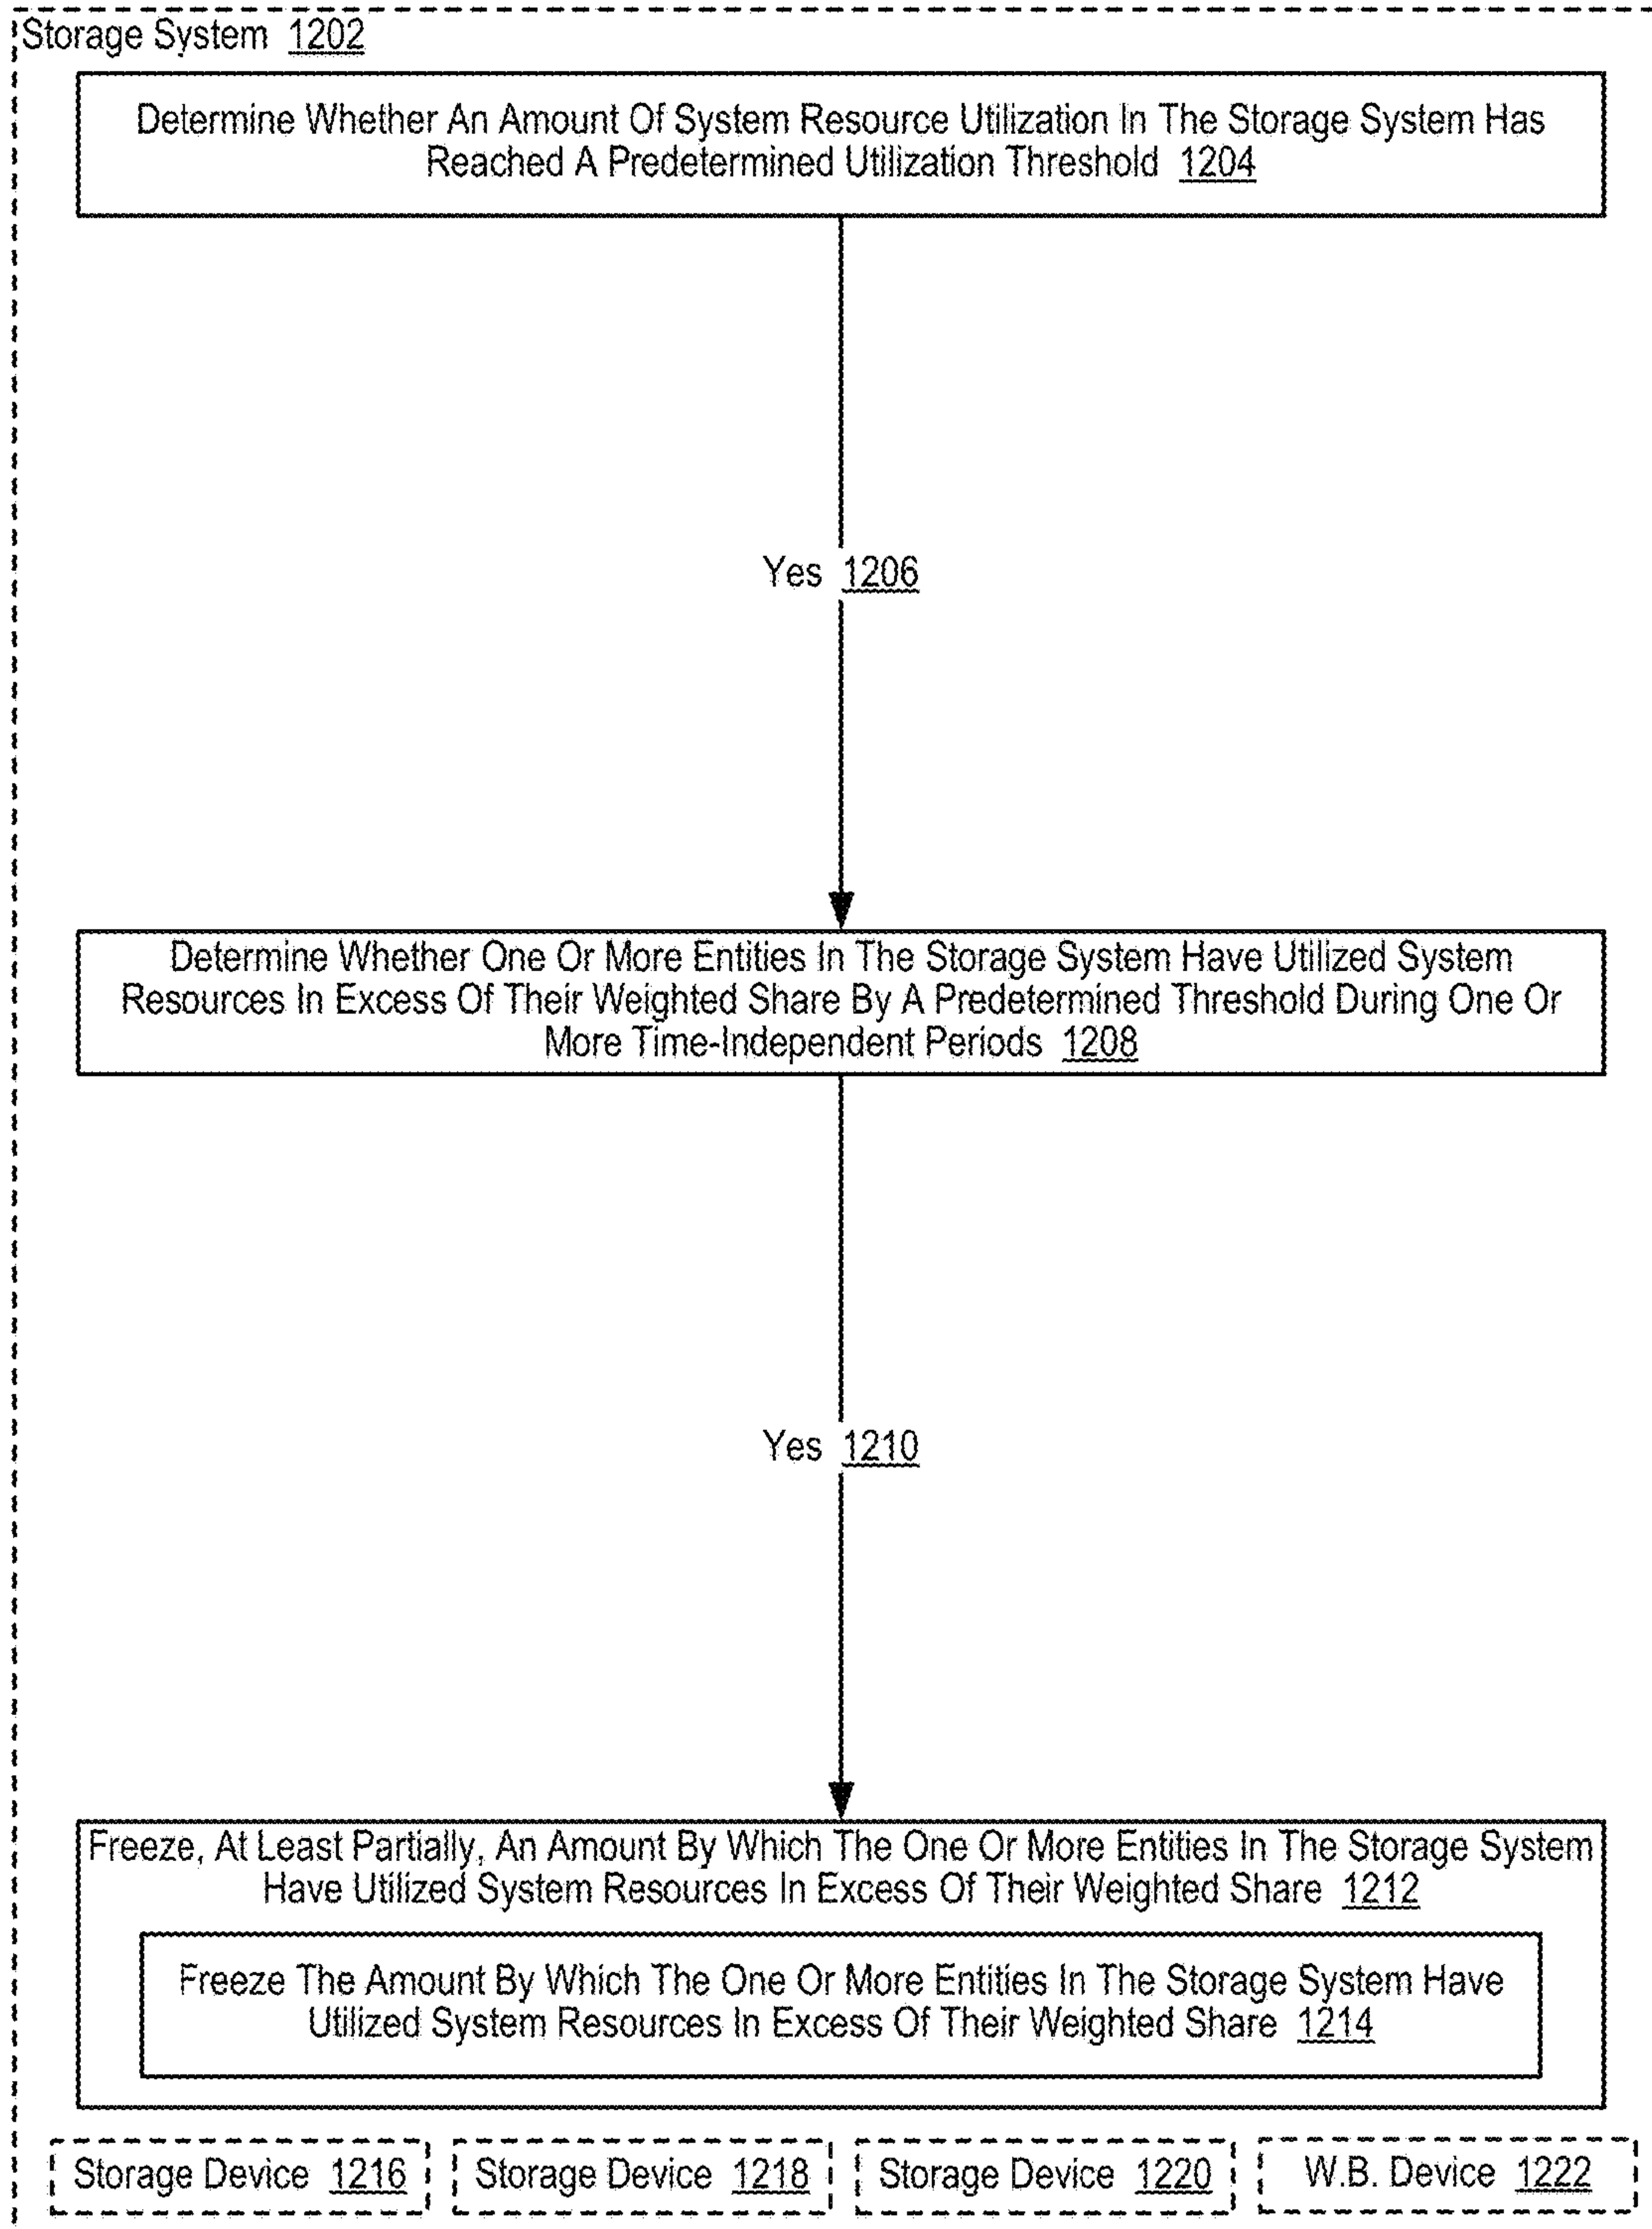 Storage System 1202
Determine Whether An Amount Of System Resource Utilization In The Storage System Has
Reached A Predetermined Utilization Threshold 1204
Yes 1206
Determine Whether One Or More Entities In The Storage System Have Utilized System
Resources In Excess Of Their Weighted Share By A Predetermined Threshold During One Or
More Time-Independent Periods 1208
Yes 1210
Freeze, At Least Partially, An Amount By Which The One Or More Entities In The Storage System
Have Utilized System Resources In Excess Of Their Weighted Share 1212
Freeze The Amount By Which The One Or More Entities In The Storage System Have
Utilized System Resources In Excess Of Their Weighted Share 1214
Storage Device 1216
Storage Device 1218
Storage Device 1220
W.B. Device 1222